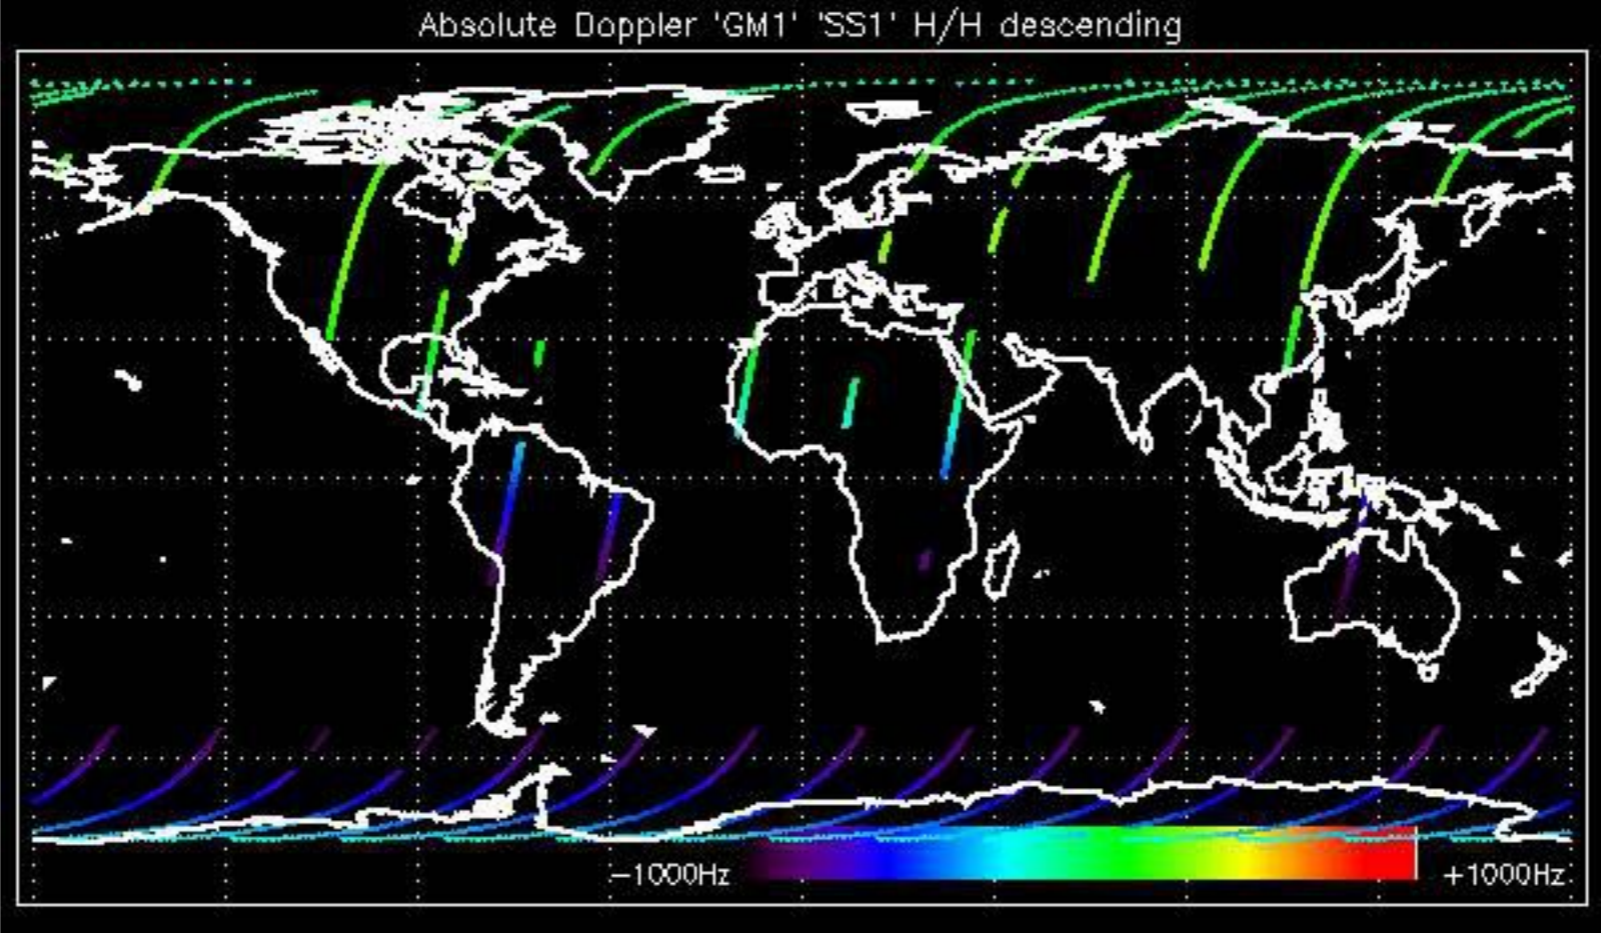 Absolute Doppler 'GM1' 'SS1' H/H descending
−1000Hz +1000Hz